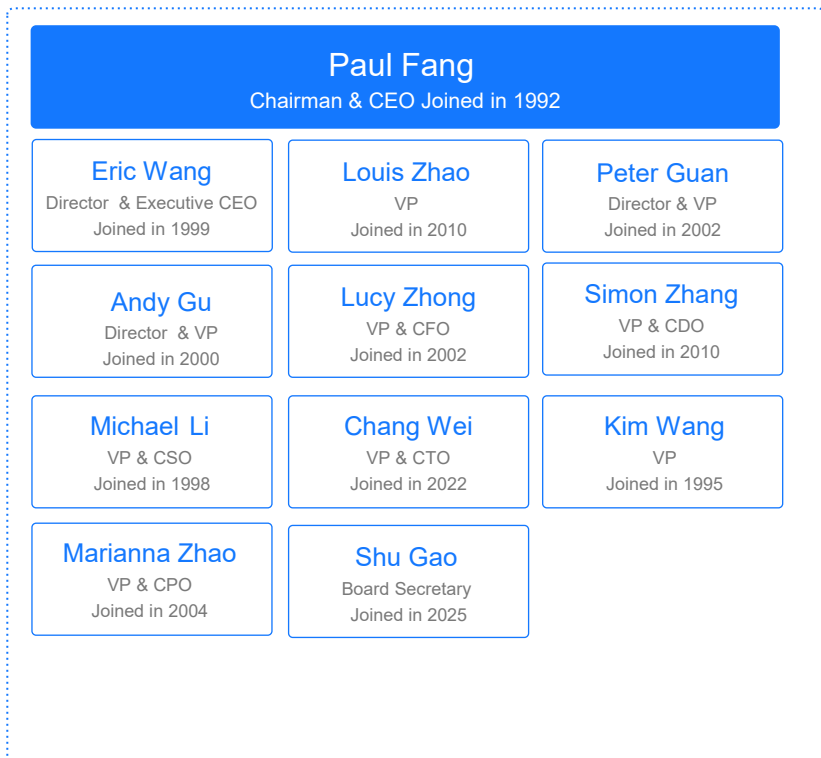 Paul Fang
Chairman & CEO Joined in 1992
Eric Wang
Director & Executive CEO
Joined in 1999
Louis Zhao
VP
Joined in 2010
Peter Guan
Director & VP
Joined in 2002
Andy Gu
Director & VP
Joined in 2000
Lucy Zhong
VP & CFO
Joined in 2002
Simon Zhang
VP & CDO
Joined in 2010
Michael Li
VP & CSO
Joined in 1998
Chang Wei
VP & CTO
Joined in 2022
Kim Wang
VP
Joined in 1995
Marianna Zhao
VP & CPO
Joined in 2004
Shu Gao
Board Secretary
Joined in 2025